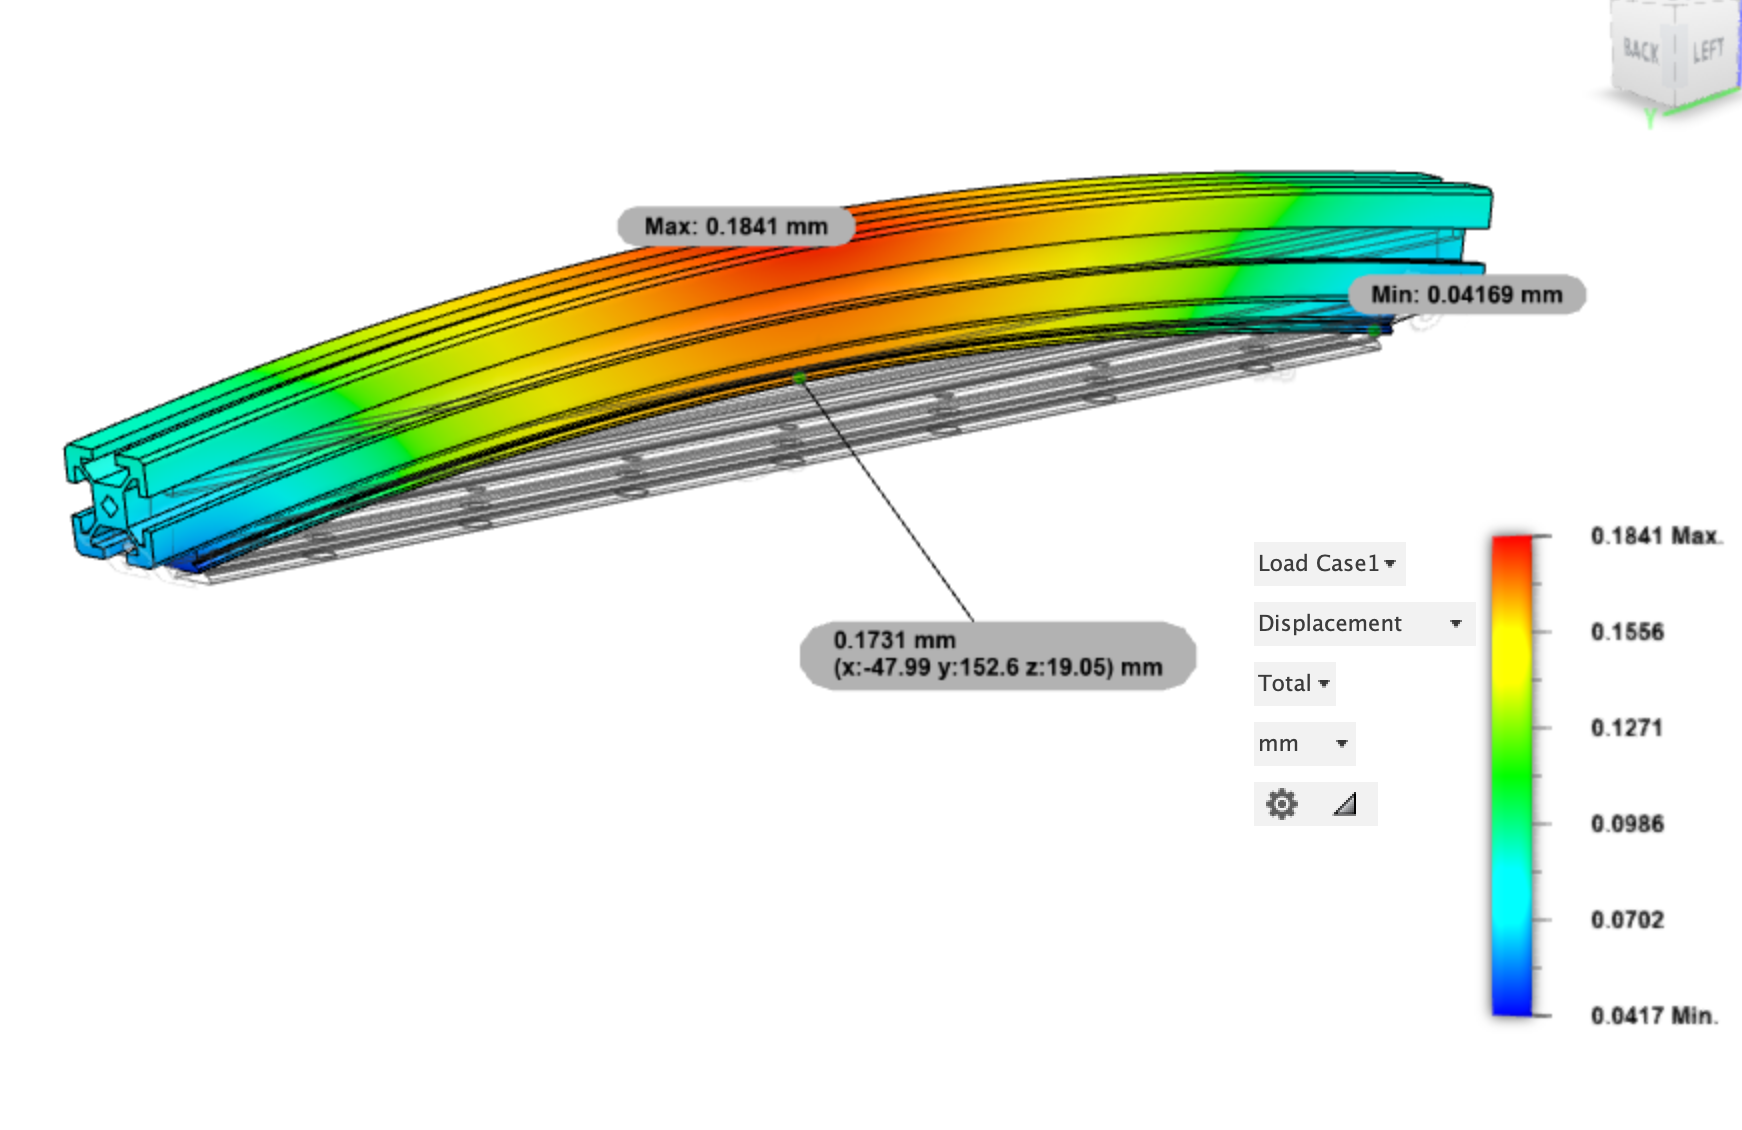 BACK
LEFT
Y
Max: 0.1841 mm
Min: 0.04169 mm
0.1731 mm
(x:-47.99 y:152.6 z:19.05) mm
Load Case1
Displacement
Total
mm
0.1841 Max.
0.1556
0.1271
0.0986
0.0702
0.0417 Min.